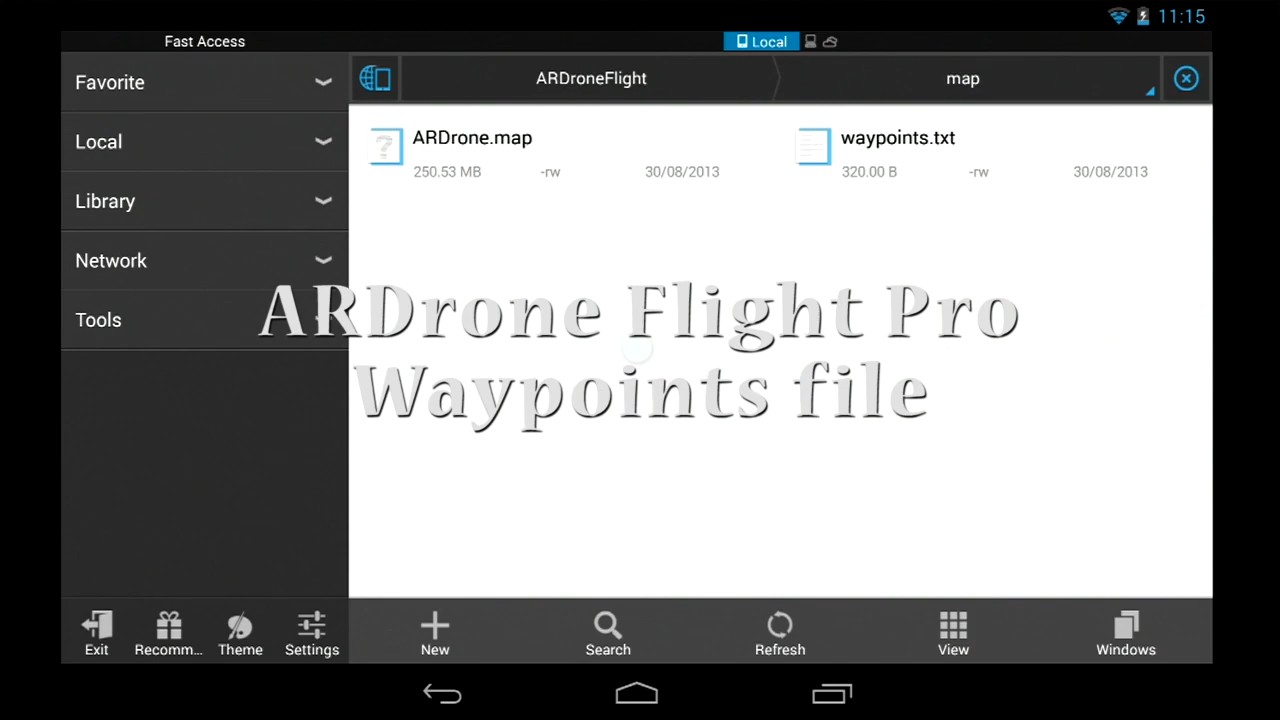 11:15
Fast Access
Local
Favorite
Local
Library
Network
Tools
ARDroneFlight
map
ARDrone.map
250.53 MB -rw 30/08/2013
waypoints.txt
320.00 B -rw 30/08/2013
ARDrone Flight Pro
Waypoints file
Exit
Recomm...
Theme
Settings
New
Search
Refresh
View
Windows